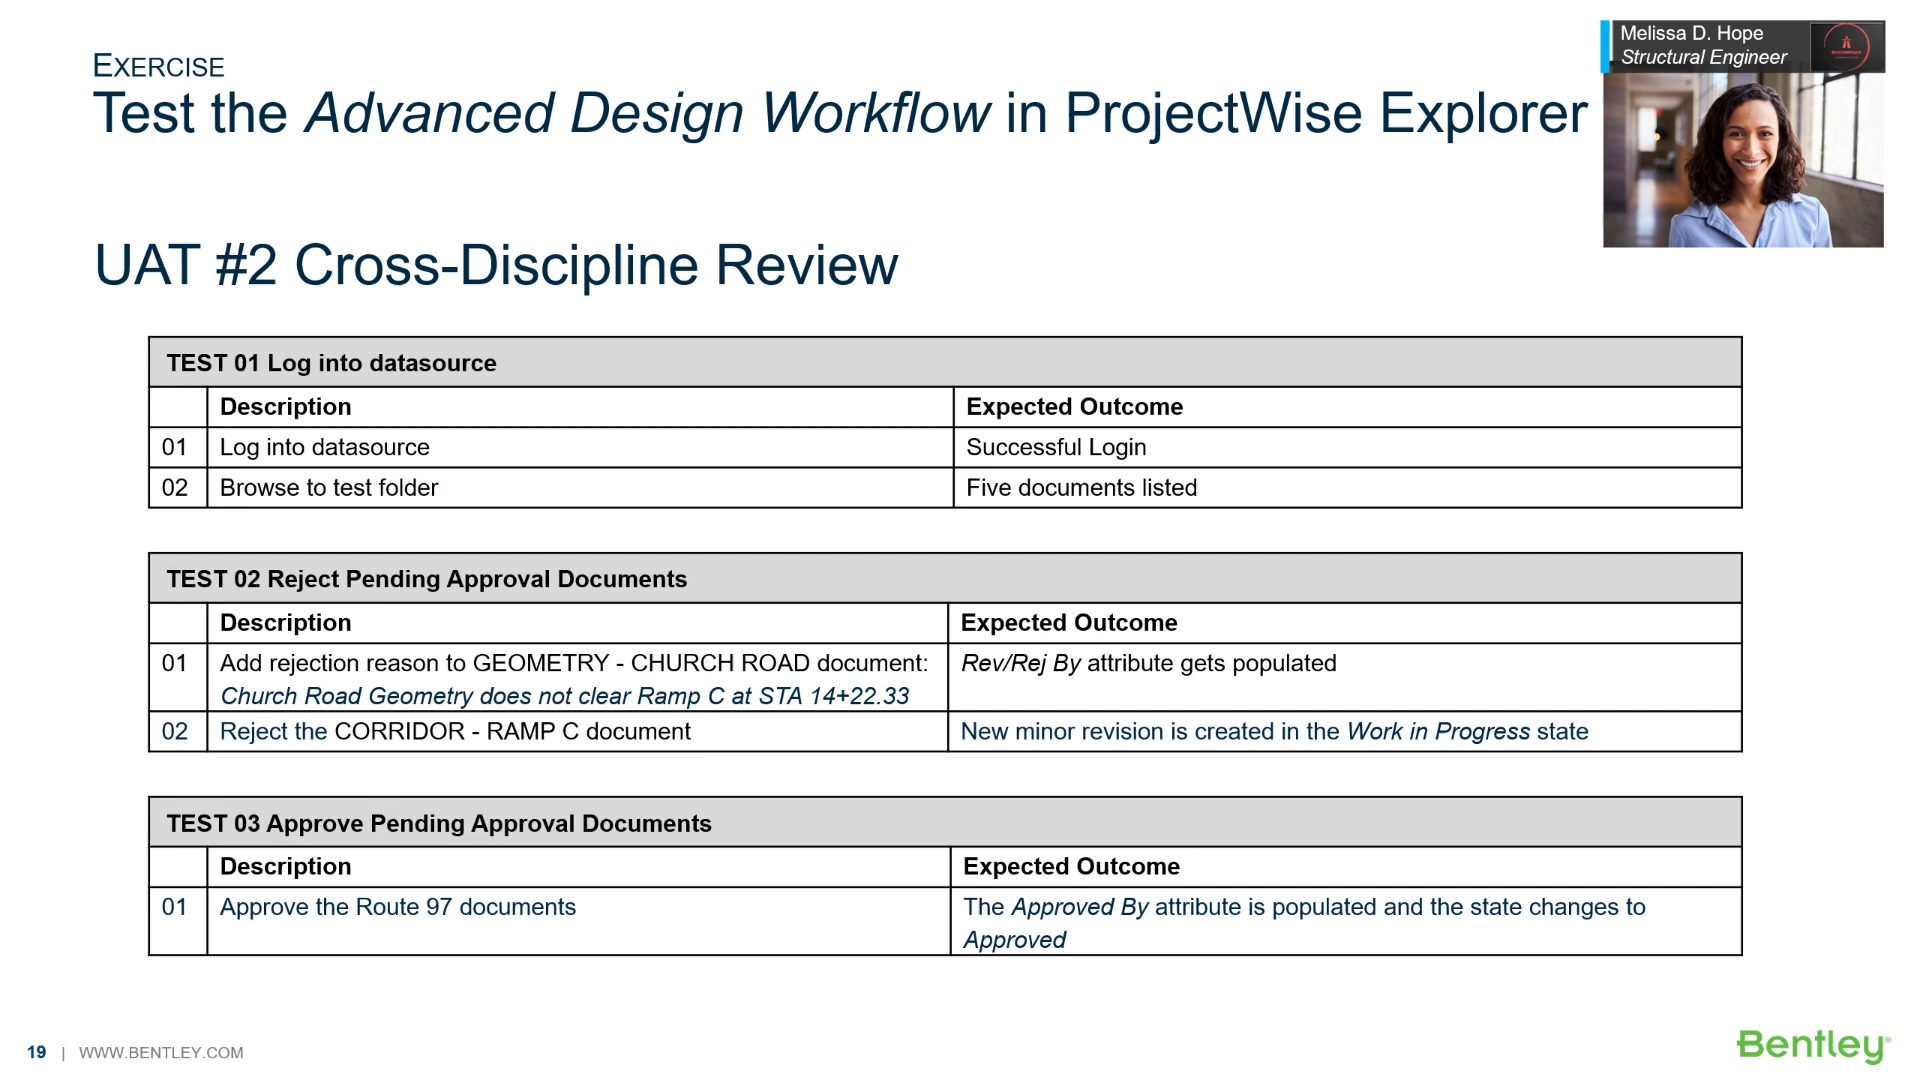 EXERCISE
Test the Advanced Design Workflow in ProjectWise Explorer
Melissa D. Hope
Structural Engineer
UAT #2 Cross-Discipline Review
TEST 01 Log into datasource
Description Expected Outcome
01 Log into datasource Successful Login
02 Browse to test folder Five documents listed
TEST 02 Reject Pending Approval Documents
Description Expected Outcome
01 Add rejection reason to GEOMETRY - CHURCH ROAD document: Rev/Rej By attribute gets populated
Church Road Geometry does not clear Ramp C at STA 14+22.33
02 Reject the CORRIDOR - RAMP C document New minor revision is created in the Work in Progress state
TEST 03 Approve Pending Approval Documents
Description Expected Outcome
01 Approve the Route 97 documents The Approved By attribute is populated and the state changes to
Approved
19 | WWW.BENTLEY.COM
Bentley®